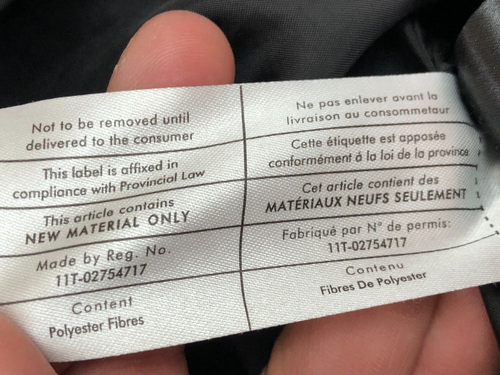 Not to be removed until
delivered to the consumer
This label is affixed in
compliance with Provincial Law
This article contains
NEW MATERIAL ONLY
Made by Reg. No.
11T-02754717
Content
Polyester Fibres
Ne pas enlever avant la
livraison au consommateur
Cette étiquette est apposée
conformément à la loi de la province
Cet article contient des
MATÉRIAUX NEUFS SEULEMENT
Fabriqué par N° de permis:
11T-02754717
Contenu
Fibres De Polyester